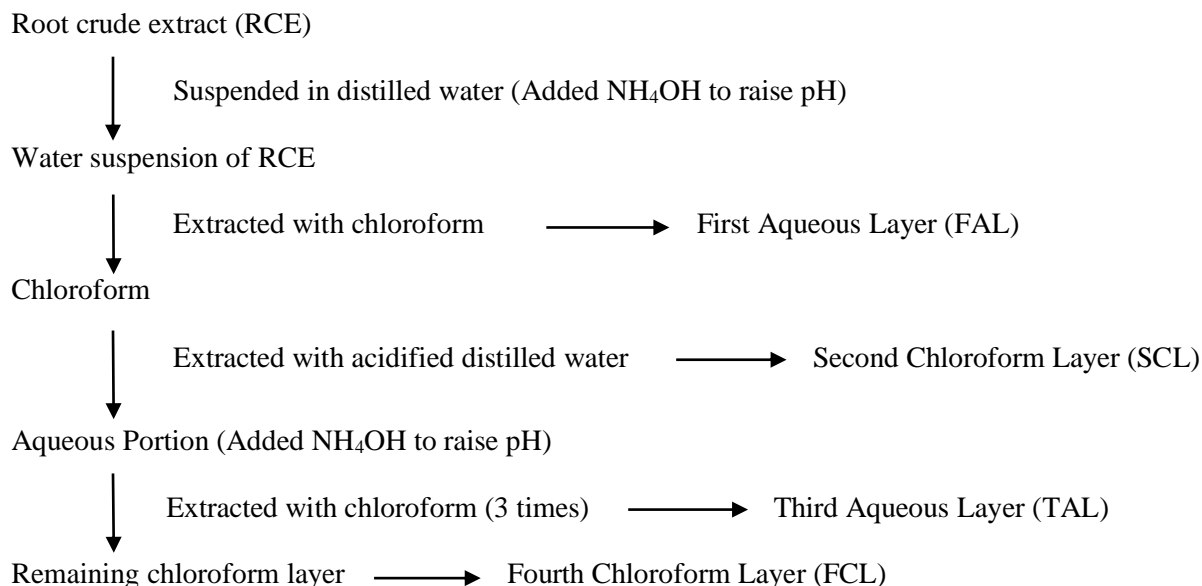 Root crude extract (RCE)
Suspended in distilled water (Added NH₄OH to raise pH)
Water suspension of RCE
Extracted with chloroform First Aqueous Layer (FAL)
Chloroform
Extracted with acidified distilled water Second Chloroform Layer (SCL)
Aqueous Portion (Added NH₄OH to raise pH)
Extracted with chloroform (3 times) Third Aqueous Layer (TAL)
Remaining chloroform layer Fourth Chloroform Layer (FCL)